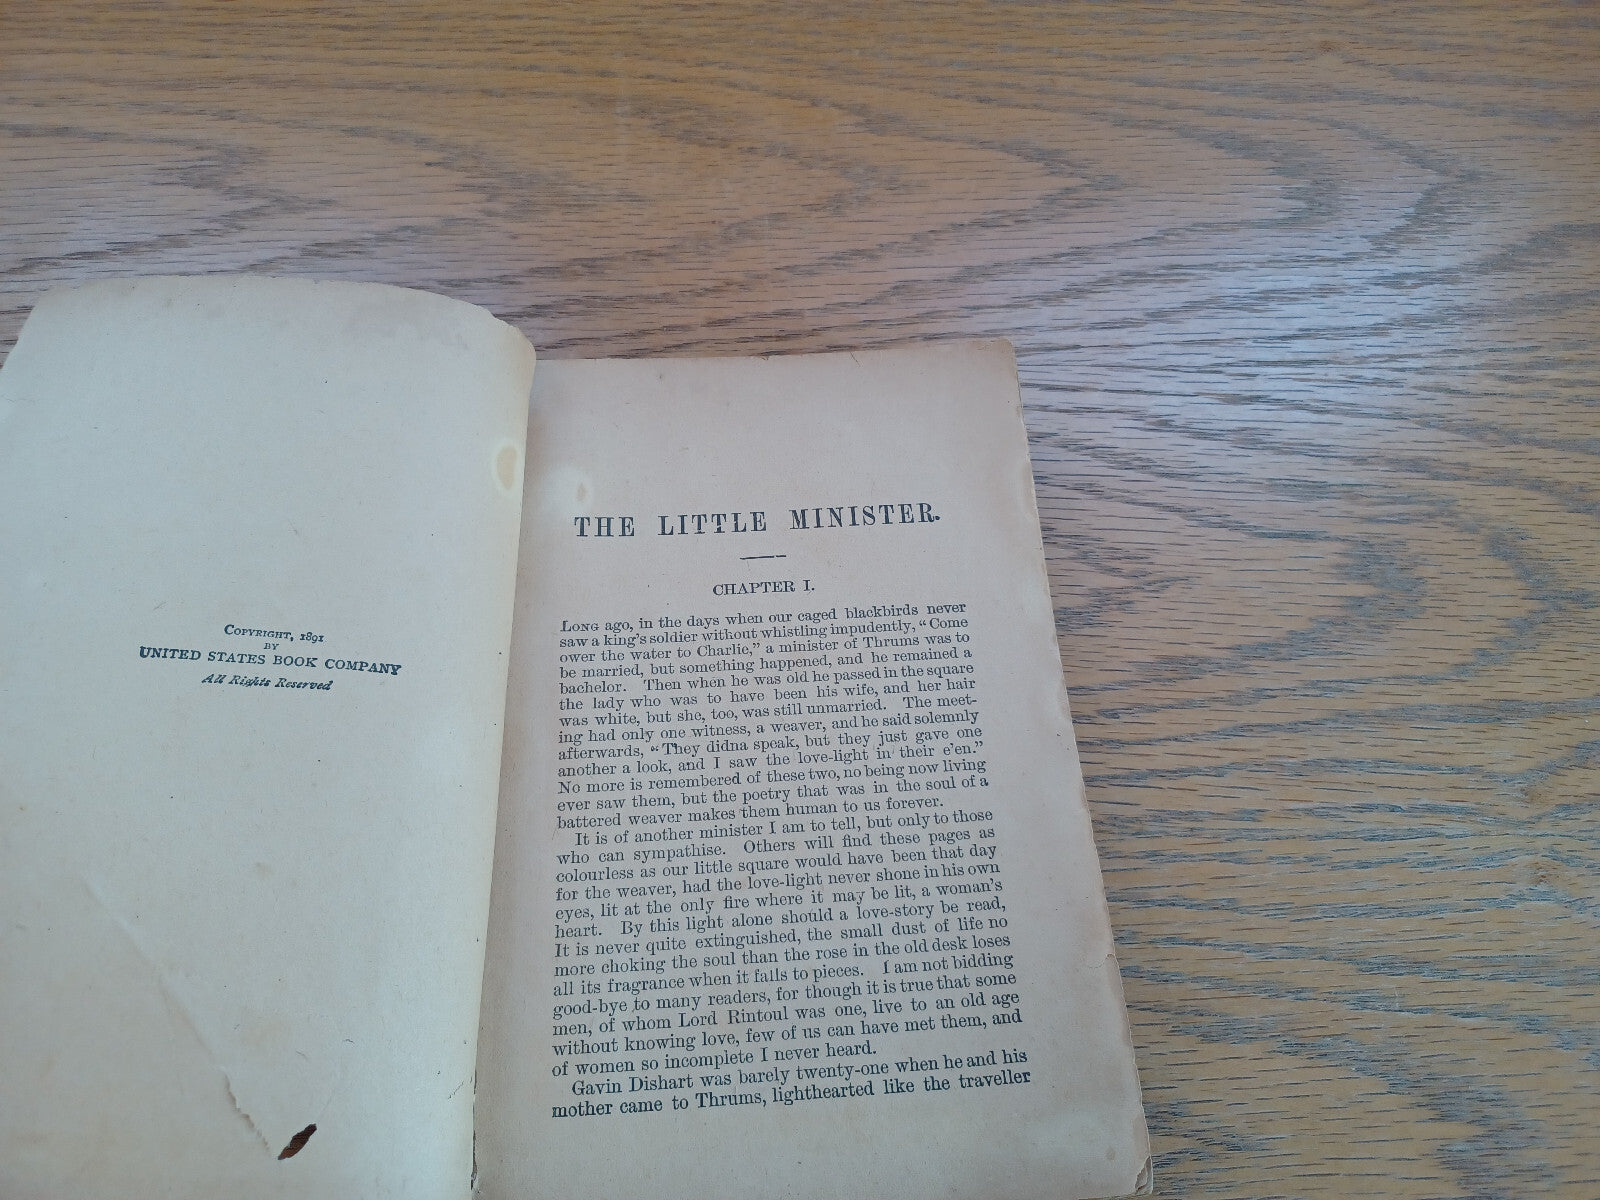 COPYRIGHT, 1891
BY
UNITED STATES BOOK COMPANY
All Rights Reserved
THE LITTLE MINISTER.
CHAPTER I.
LONG ago, in the days when our caged blackbirds never
saw a king's soldier without whistling impudently, "Come
ower the water to Charlie," a minister of Thrums was to
be married, but something happened, and he remained a
bachelor. Then when he was old he passed in the square
the lady who was to have been his wife, and her hair
was white, but she, too, was still unmarried. The meet-
ing had only one witness, a weaver, and he said solemnly
afterwards, "They didna speak, but they just gave one
another a look, and I saw the love-light in their e'en."
No more is remembered of these two, no being now living
ever saw them, but the poetry that was in the soul of a
battered weaver makes them human to us forever.
It is of another minister I am to tell, but only to those
who can sympathise. Others will find these pages as
colourless as our little square would have been that day
for the weaver, had the love-light never shone in his own
eyes, lit at the only fire where it may be lit, a woman's
heart. By this light alone should a love-story be read,
It is never quite extinguished, the small dust of life no
more choking the soul than the rose in the old desk loses
all its fragrance when it falls to pieces. I am not bidding
good-bye to many readers, for though it is true that some
men, of whom Lord Rintoul was one, live to an old age
without knowing love, few of us can have met them, and
of women so incomplete I never heard.
Gavin Dishart was barely twenty-one when he and his
mother came to Thrums, lighthearted like the traveller